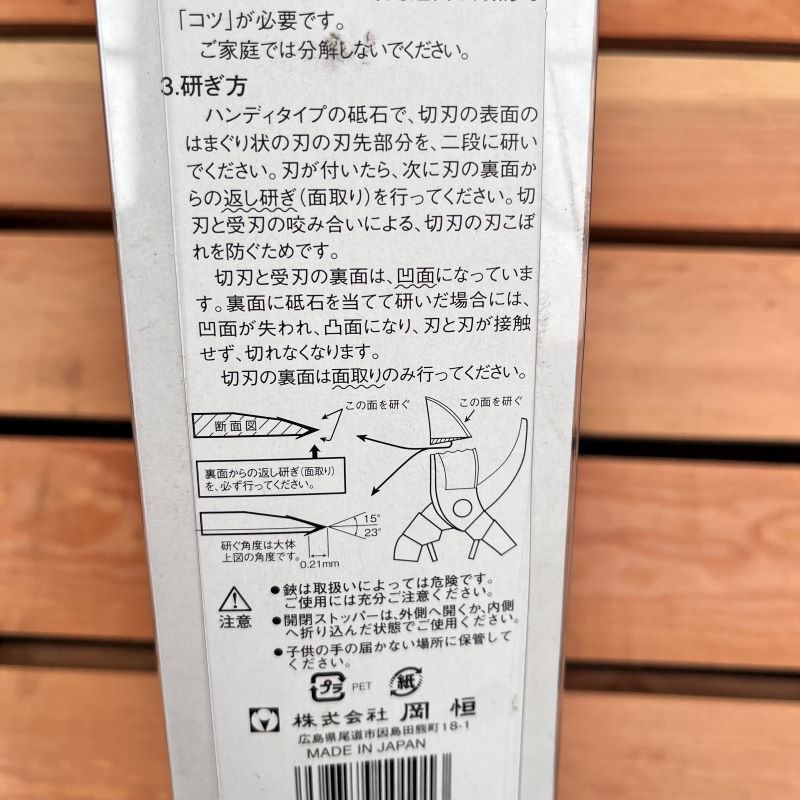 「コツ」が必要です。
ご家庭では分解しないでください。
3.研ぎ方
ハンディタイプの砥石で、切刃の表面の
はまぐり状の刃の刃先部分を、二段に研い
でください。刃が付いたら、次に刃の裏面か
らの返し研ぎ(面取り)を行ってください。切
刃と受刃の咬み合いによる、切刃の刃こぼ
れを防ぐためです。
切刃と受刃の裏面は、凹面になっていま
す。裏面に砥石を当てて研いだ場合には、
凹面が失われ、凸面になり、刃と刃が接触
せず、切れなくなります。
切刃の裏面は面取りのみ行ってください。
断面図
この面を研ぐ
この面を研ぐ
裏面からの返し研ぎ(面取り)
を、必ず行ってください。
15°
23°
研ぐ角度は大体
上図の角度です。
0.21mm
注意
●鋏は取扱いによっては危険です。
ご使用には充分ご注意ください。
●開閉ストッパーは、外側へ開くか、内側
へ折り込んだ状態でご使用ください。
●子供の手の届かない場所に保管して
ください。
プラ PET 紙
株式会社 岡恒
広島県尾道市因島田熊町18-1
MADE IN JAPAN